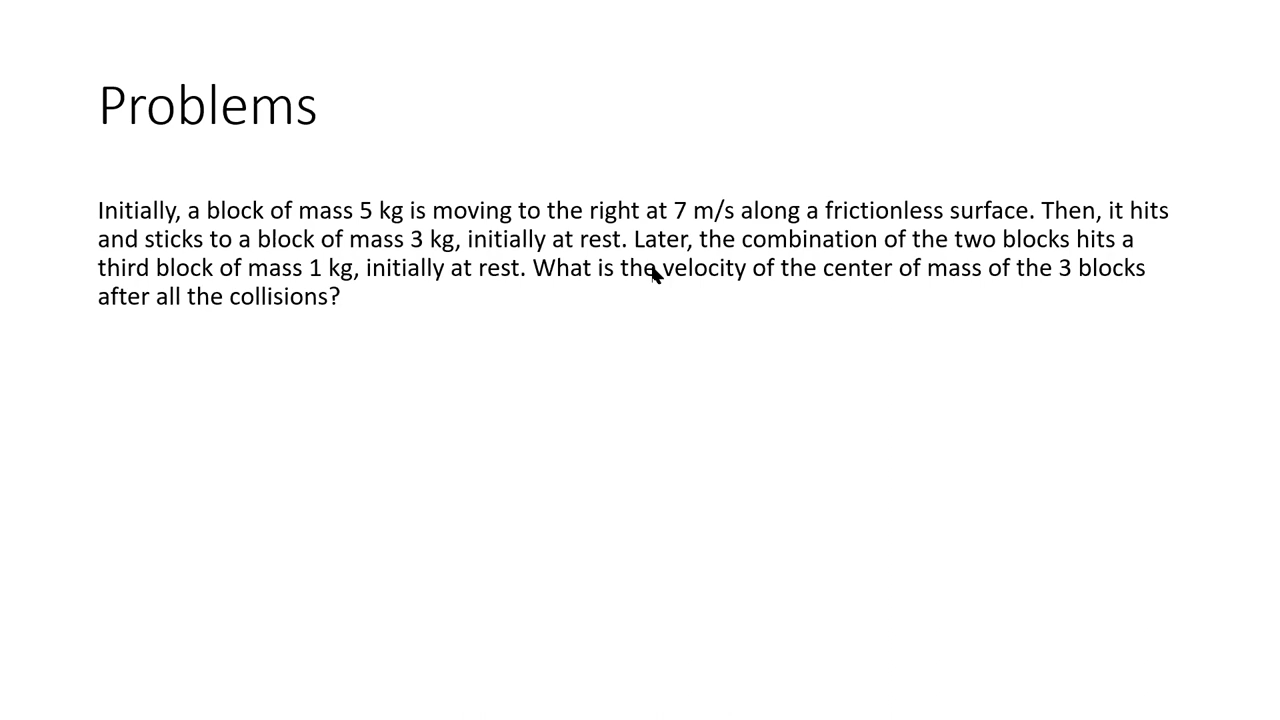 Problems
Initially, a block of mass 5 kg is moving to the right at 7 m/s along a frictionless surface. Then, it hits
and sticks to a block of mass 3 kg, initially at rest. Later, the combination of the two blocks hits a
third block of mass 1 kg, initially at rest. What is the velocity of the center of mass of the 3 blocks
after all the collisions?